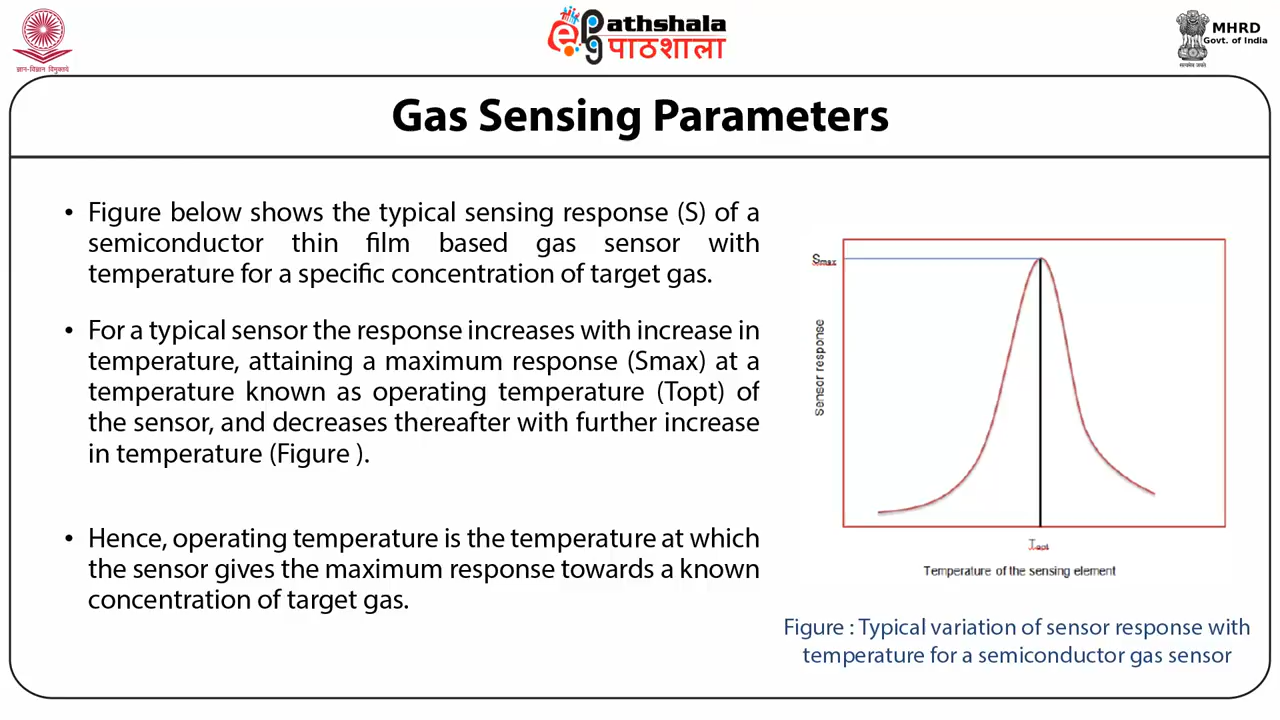 ज्ञान-विज्ञान विमुक्तये
ePathshala
पाठशाला
सत्यमेव जयते
MHRD
Govt. of India
Gas Sensing Parameters
• Figure below shows the typical sensing response (S) of a
semiconductor thin film based gas sensor with
temperature for a specific concentration of target gas.
• For a typical sensor the response increases with increase in
temperature, attaining a maximum response (Smax) at a
temperature known as operating temperature (Topt) of
the sensor, and decreases thereafter with further increase
in temperature (Figure ).
• Hence, operating temperature is the temperature at which
the sensor gives the maximum response towards a known
concentration of target gas.
Smax
Sensor response
Topt
Temperature of the sensing element
Figure : Typical variation of sensor response with
temperature for a semiconductor gas sensor